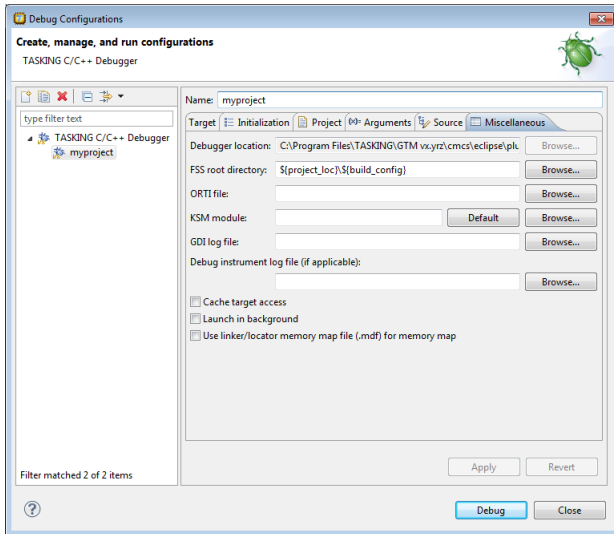 Debug Configurations
Create, manage, and run configurations
TASKING C/C++ Debugger
type filter text
TASKING C/C++ Debugger
myproject
Filter matched 2 of 2 items
Name: myproject
Target Initialization Project (x)= Arguments Source Miscellaneous
Debugger location: C:\Program Files\TASKING\GTM vx.yrz\cmcs\eclipse\plu Browse...
FSS root directory: ${project_loc}\${build_config} Browse...
ORTI file: Browse...
KSM module: Default Browse...
GDI log file: Browse...
Debug instrument log file (if applicable):
Browse...
Cache target access
Launch in background
Use linker/locator memory map file (.mdf) for memory map
Apply Revert
? Debug Close